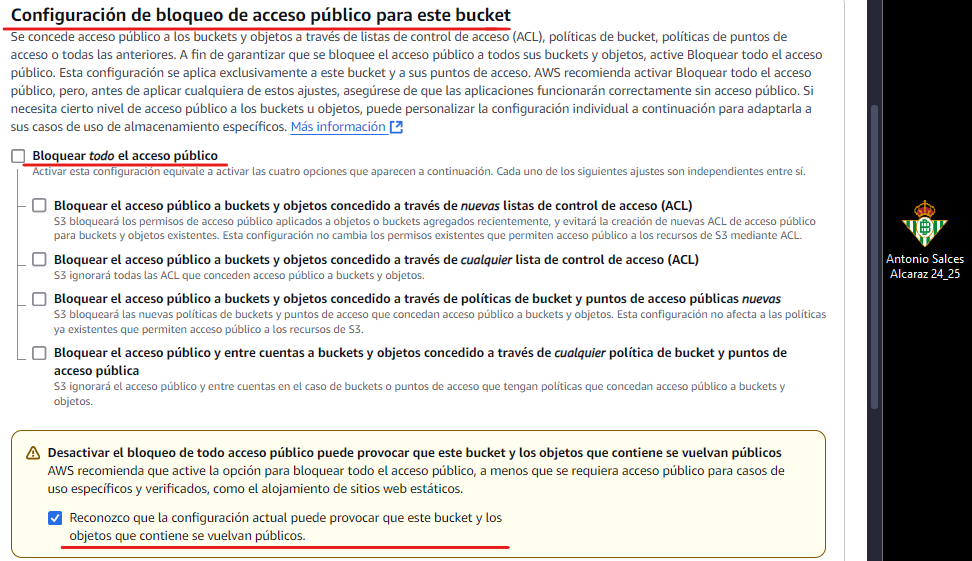 Configuración de bloqueo de acceso público para este bucket
Se concede acceso público a los buckets y objetos a través de listas de control de acceso (ACL), políticas de bucket, políticas de puntos de
acceso o todas las anteriores. A fin de garantizar que se bloquee el acceso público a todos sus buckets y objetos, active Bloquear todo el acceso
público. Esta configuración se aplica exclusivamente a este bucket y a sus puntos de acceso. AWS recomienda activar Bloquear todo el acceso
público, pero, antes de aplicar cualquiera de estos ajustes, asegúrese de que las aplicaciones funcionarán correctamente sin acceso público. Si
necesita cierto nivel de acceso público a los buckets u objetos, puede personalizar la configuración individual a continuación para adaptarla a
sus casos de uso de almacenamiento específicos. Más información
Bloquear todo el acceso público
Activar esta configuración equivale a activar las cuatro opciones que aparecen a continuación. Cada uno de los siguientes ajustes son independientes entre sí.
Bloquear el acceso público a buckets y objetos concedido a través de nuevas listas de control de acceso (ACL)
S3 bloqueará los permisos de acceso público aplicados a objetos o buckets agregados recientemente, y evitará la creación de nuevas ACL de acceso público
para buckets y objetos existentes. Esta configuración no cambia los permisos existentes que permiten acceso público a los recursos de S3 mediante ACL.
Bloquear el acceso público a buckets y objetos concedido a través de cualquier lista de control de acceso (ACL)
S3 ignorará todas las ACL que conceden acceso público a buckets y objetos.
Bloquear el acceso público a buckets y objetos concedido a través de políticas de bucket y puntos de acceso públicas nuevas
S3 bloqueará las nuevas políticas de buckets y puntos de acceso que concedan acceso público a buckets y objetos. Esta configuración no afecta a las políticas
ya existentes que permiten acceso público a los recursos de S3.
Bloquear el acceso público y entre cuentas a buckets y objetos concedido a través de cualquier política de bucket y puntos de
acceso pública
S3 ignorará el acceso público y entre cuentas en el caso de buckets o puntos de acceso que tengan políticas que concedan acceso público a buckets y
objetos.
Desactivar el bloqueo de todo acceso público puede provocar que este bucket y los objetos que contiene se vuelvan públicos
AWS recomienda que active la opción para bloquear todo el acceso público, a menos que se requiera acceso público para casos de
uso específicos y verificados, como el alojamiento de sitios web estáticos.
Reconozco que la configuración actual puede provocar que este bucket y los
objetos que contiene se vuelvan públicos.
Antonio Salces
Alcaraz 24_25